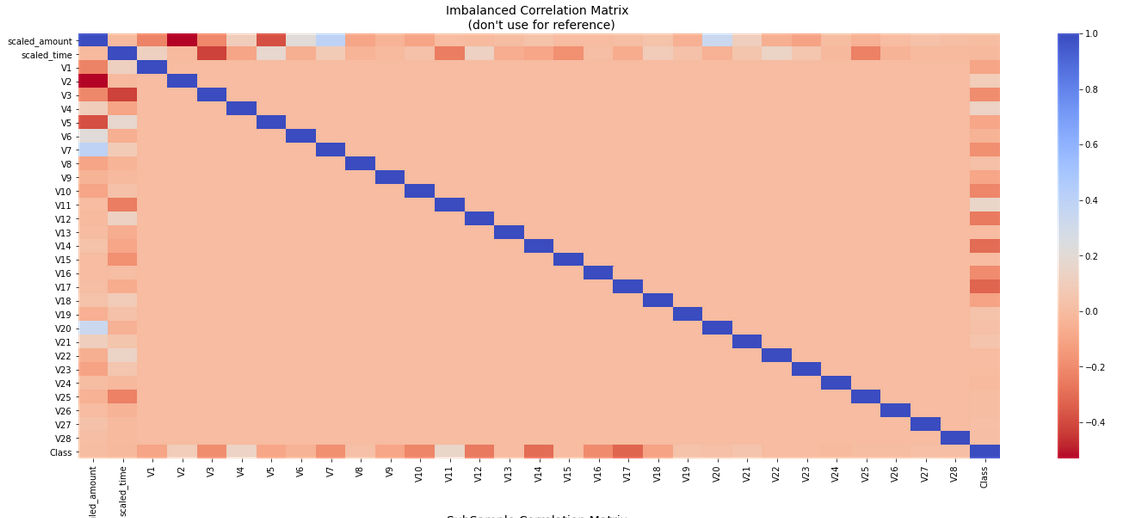 Imbalanced Correlation Matrix
(don't use for reference)
scaled_amount
scaled_time
V1
V2
V3
V4
V5
V6
V7
V8
V9
V10
V11
V12
V13
V14
V15
V16
V17
V18
V19
V20
V21
V22
V23
V24
V25
V26
V27
V28
Class
1.0
0.8
0.6
0.4
0.2
0.0
−0.2
−0.4
led_amount
scaled_time
V1
V2
V3
V4
V5
V6
V7
V8
V9
V10
V11
V12
V13
V14
V15
V16
V17
V18
V19
V20
V21
V22
V23
V24
V25
V26
V27
V28
Class
SubSample Correlation Matrix